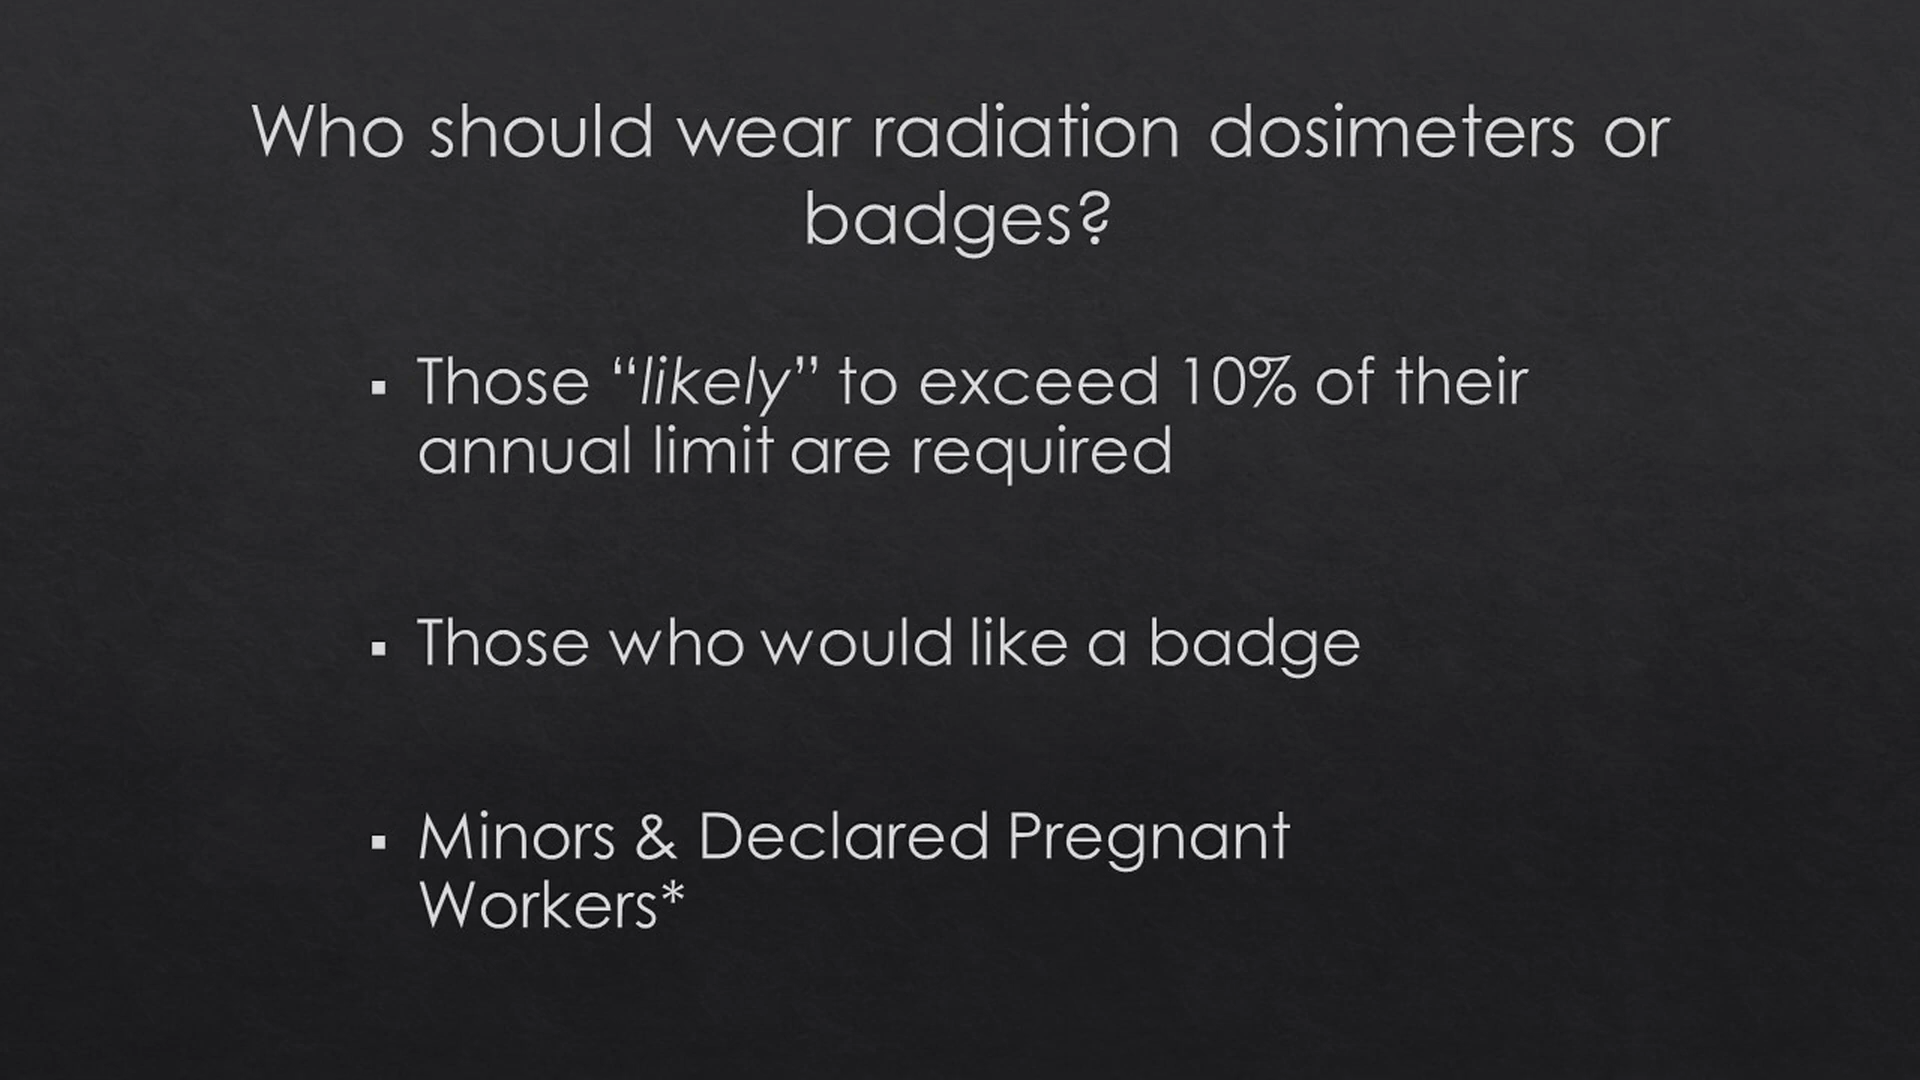 Who should wear radiation dosimeters or
badges?
▪ Those “likely” to exceed 10% of their
annual limit are required
▪ Those who would like a badge
▪ Minors & Declared Pregnant
Workers*